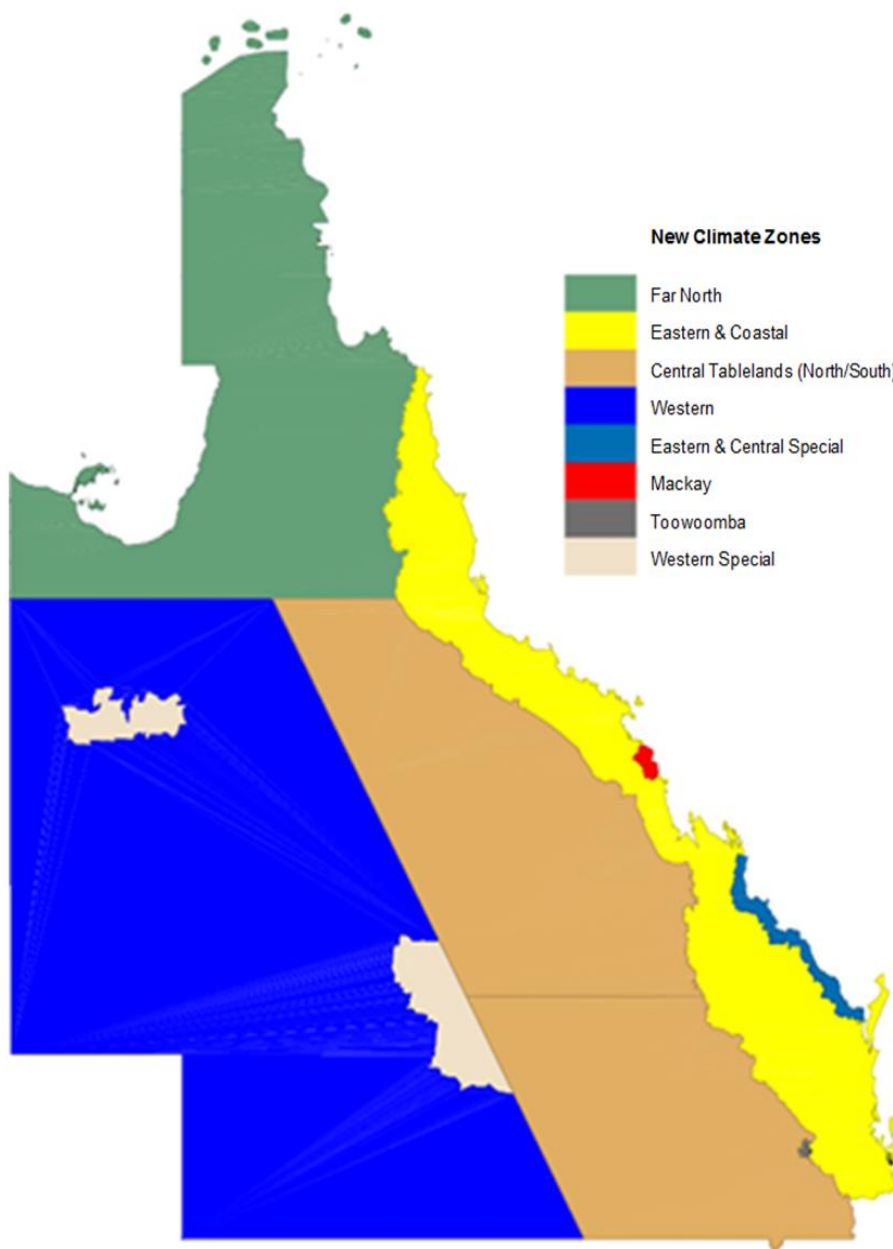 New Climate Zones
Far North
Eastern & Coastal
Central Tablelands (North/South)
Western
Eastern & Central Special
Mackay
Toowoomba
Western Special